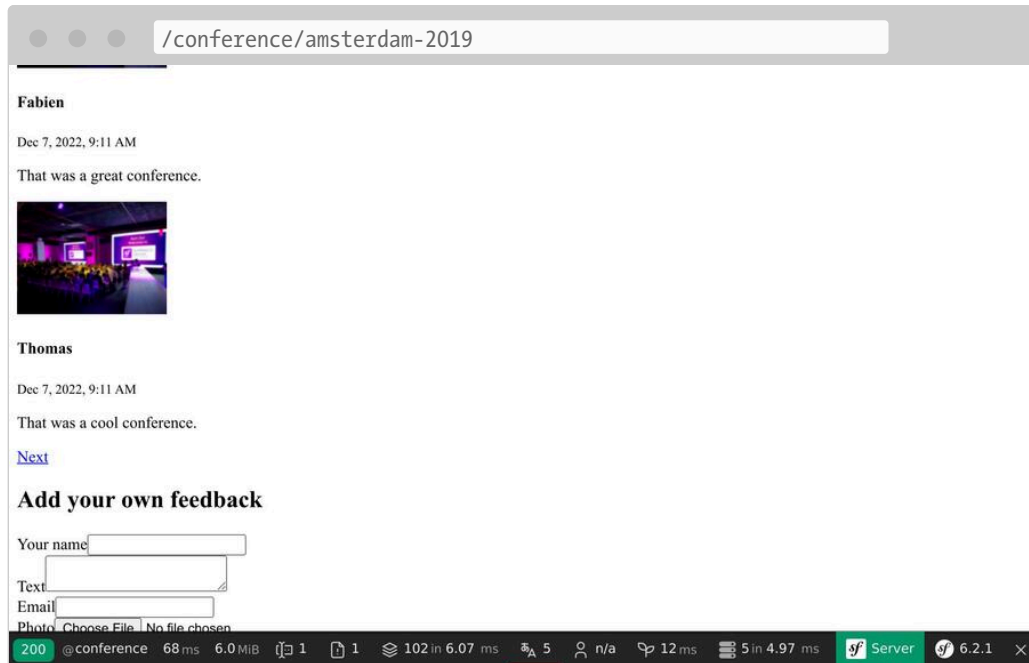 /conference/amsterdam-2019
Fabien
Dec 7, 2022, 9:11 AM
That was a great conference.
Thomas
Dec 7, 2022, 9:11 AM
That was a cool conference.
Next
Add your own feedback
Your name
Text
Email
Photo Choose File No file chosen
200 @conference 68 ms 6.0 MiB 1 1 102 in 6.07 ms 5 n/a 12 ms 5 in 4.97 ms sf Server sf 6.2.1 ×